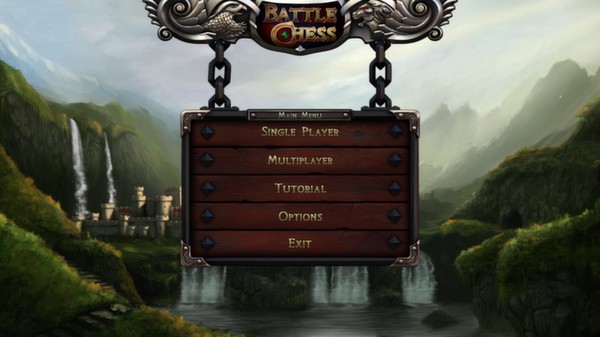 BATTLE
CHESS
MAIN MENU
SINGLE PLAYER
MULTIPLAYER
TUTORIAL
OPTIONS
EXIT